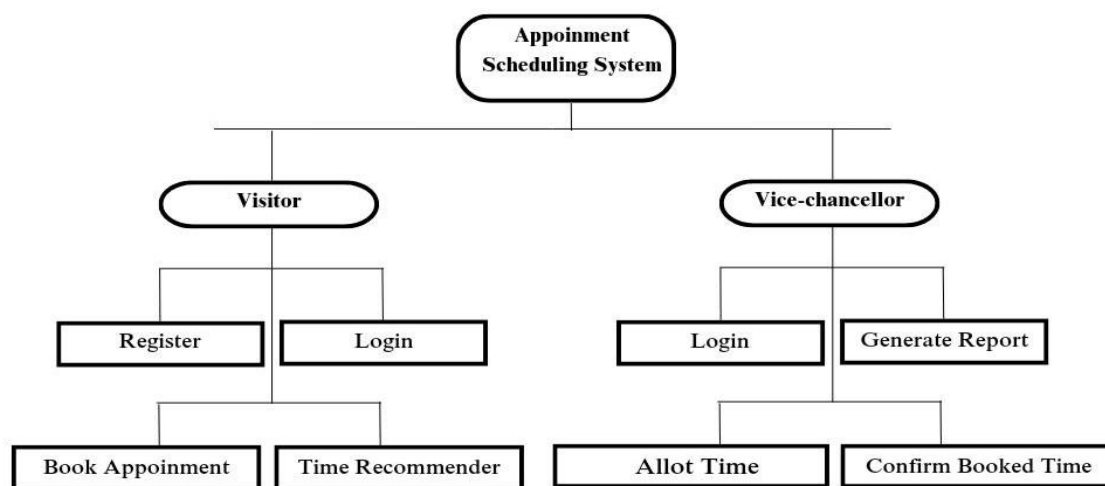 Appoinment
Scheduling System
Visitor
Vice-chancellor
Register
Login
Login
Generate Report
Book Appoinment
Time Recommender
Allot Time
Confirm Booked Time